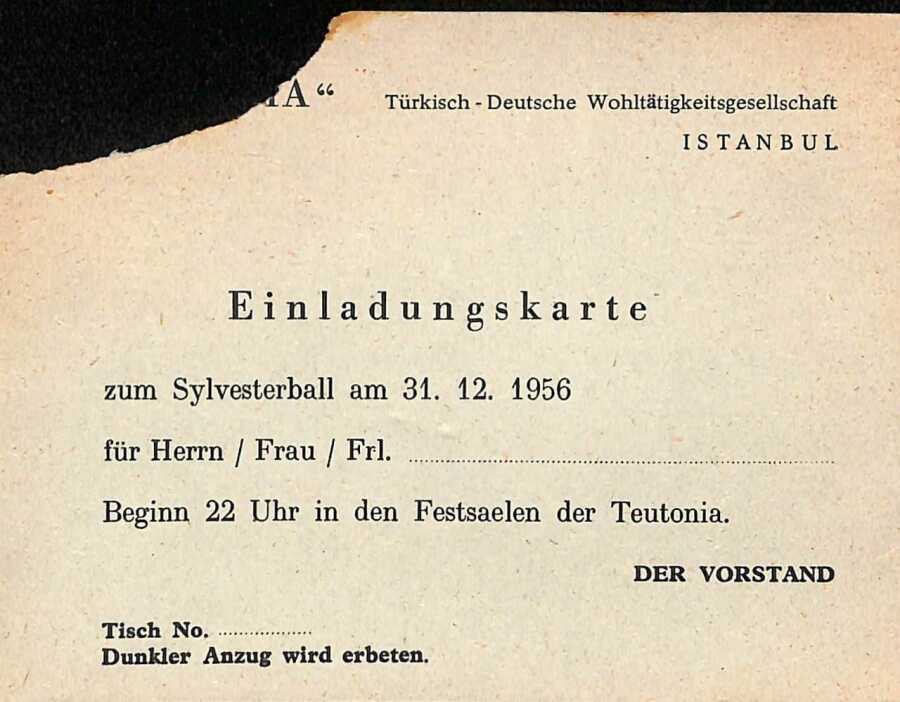 IA“ Türkisch - Deutsche Wohltätigkeitsgesellschaft
ISTANBUL
Einladungskarte
zum Sylvesterball am 31. 12. 1956
für Herrn / Frau / Frl.
Beginn 22 Uhr in den Festsaelen der Teutonia.
DER VORSTAND
Tisch No.
Dunkler Anzug wird erbeten.